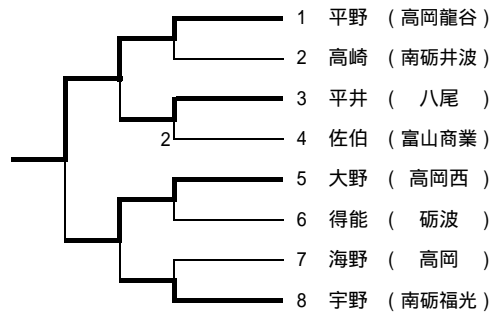 1 平野 (高岡龍谷)
2 高崎 (南砺井波)
3 平井 ( 八尾 )
2
4 佐伯 (富山商業)
5 大野 ( 高岡西 )
6 得能 ( 砺波 )
7 海野 ( 高岡 )
8 宇野 (南砺福光)